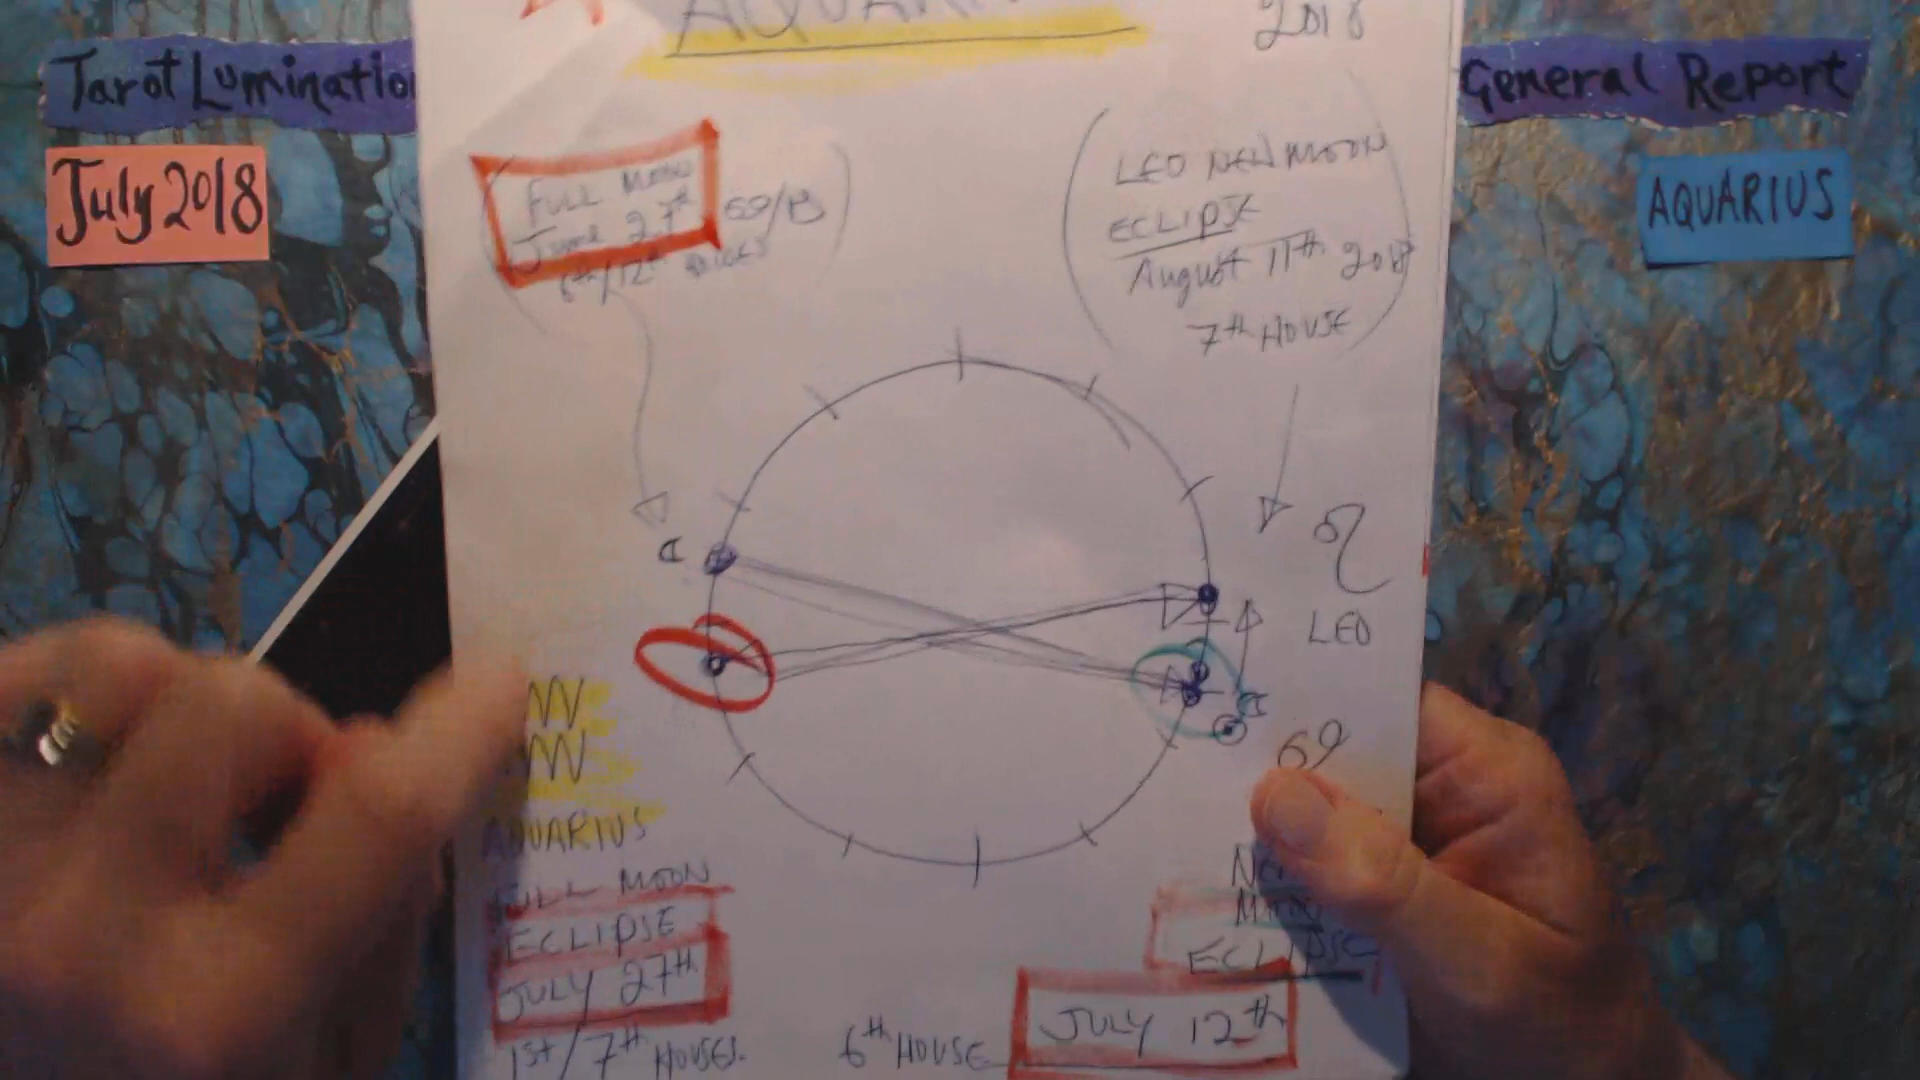 Tarot Luminatio
July 2018
General Report
AQUARIUS
AQUARIU
2018
FULL MOON
June 27th
6th/12th HOUSES
LEO NEW MOON
ECLIPSE
August 11th 2018
7th HOUSE
♌
LEO
♋
AQUARIUS
FULL MOON
ECLIPSE
JULY 27th
1st/7th HOUSES.
6th HOUSE
ECLIPSE
JULY 12th